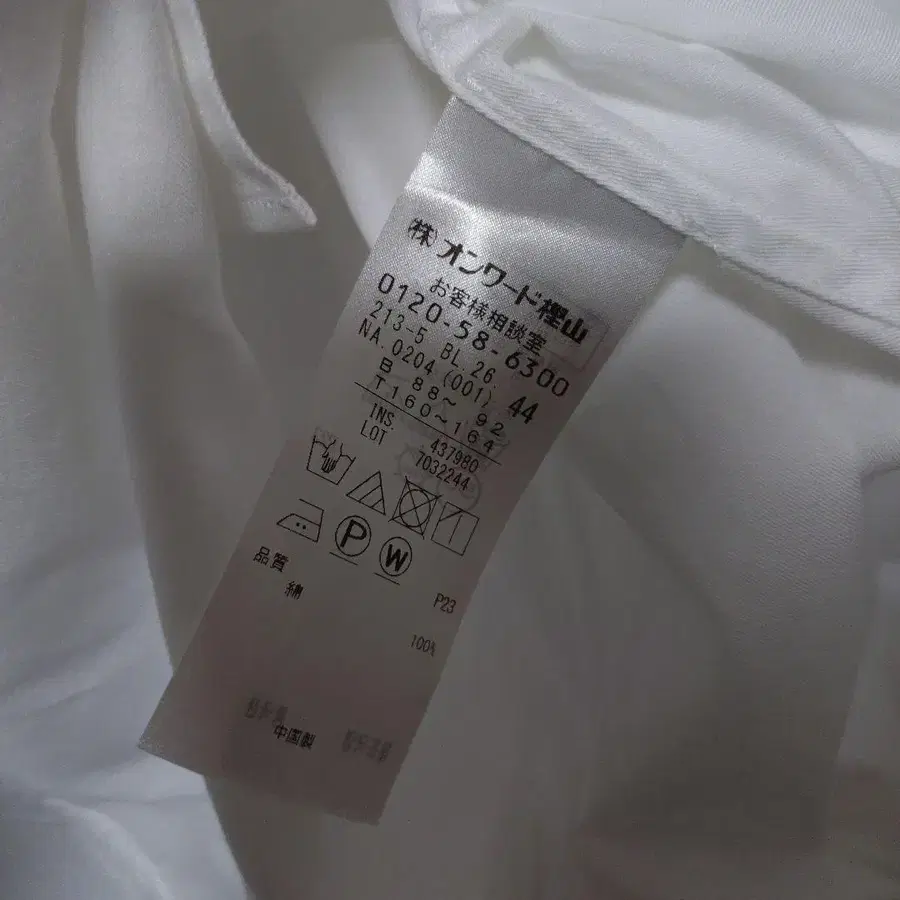 (株)オンワード樫山
お客様相談室
0120-58-6300
213-5 BL.26.
NA.0204(001) 44
B 88~ 92
T160~164
INS. 437980
LOT 7032244
P W
品質
P23
綿
100%
中国製